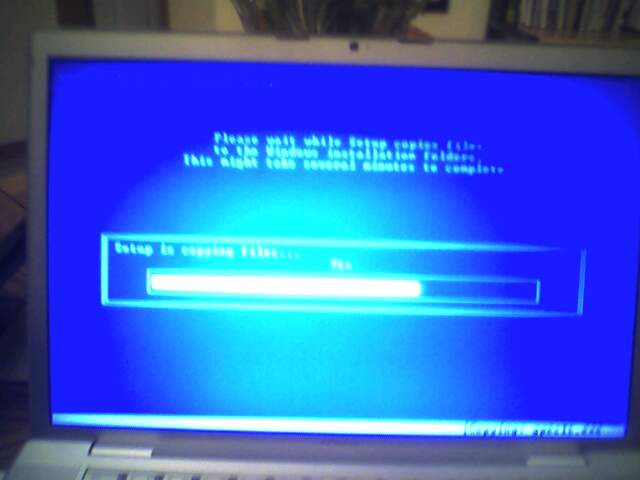 Please wait while Setup copies files
to the Windows installation folders.
This might take several minutes to complete.
Setup is copying files...
Copying: